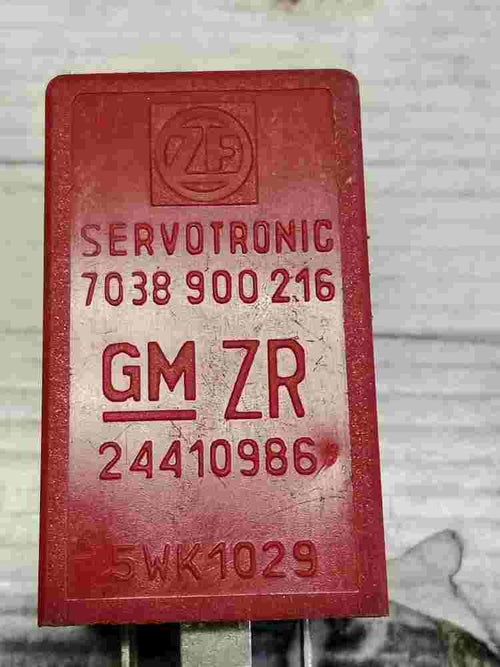 ZF
SERVOTRONIC
7038 900 216
GM ZR
24410986
5WK1029